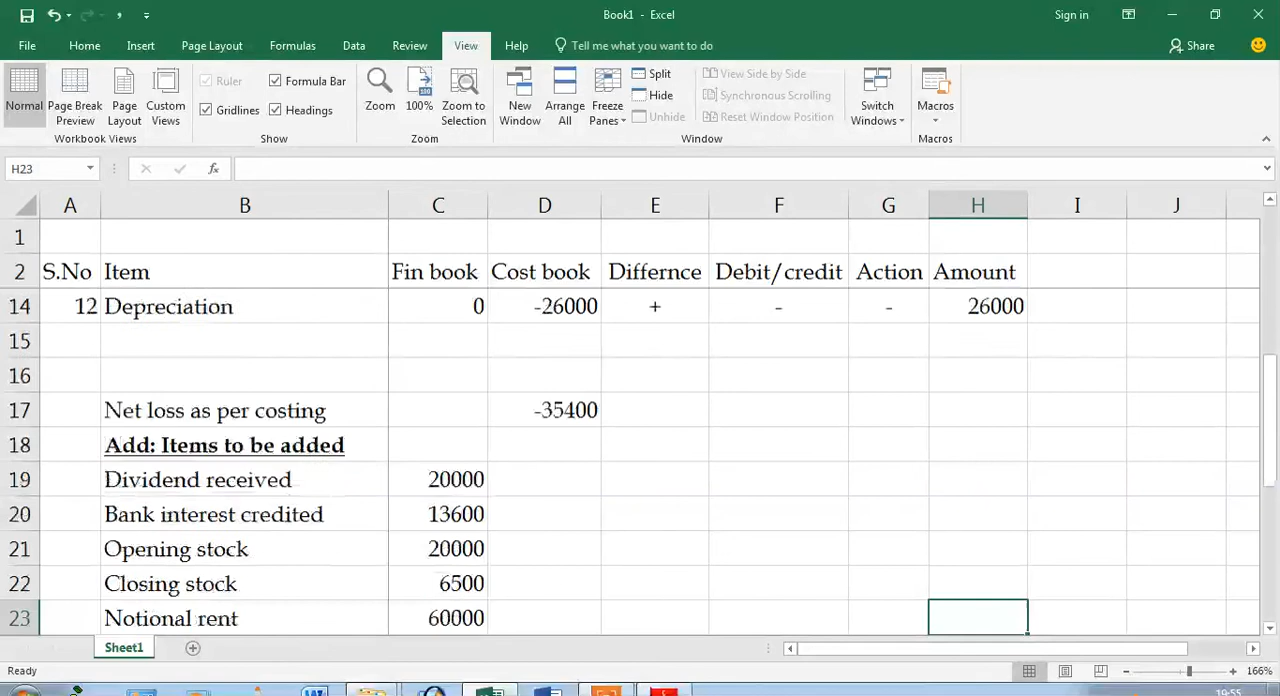 Book1 - Excel
Sign in
File Home Insert Page Layout Formulas Data Review View Help Tell me what you want to do Share
Normal Page Break Preview Page Layout Custom Views
Workbook Views
Ruler Formula Bar
Gridlines Headings
Show
Zoom 100% Zoom to Selection
Zoom
New Window Arrange All Freeze Panes
Split
Hide
Unhide
View Side by Side
Synchronous Scrolling
Reset Window Position
Window
Switch Windows
Macros
Macros
H23 fx
A B C D E F G H I J
1
2 S.No Item Fin book Cost book Differnce Debit/credit Action Amount
14 12 Depreciation 0 -26000 + - - 26000
15
16
17 Net loss as per costing -35400
18 Add: Items to be added
19 Dividend received 20000
20 Bank interest credited 13600
21 Opening stock 20000
22 Closing stock 6500
23 Notional rent 60000
Sheet1
Ready 166%
19:55